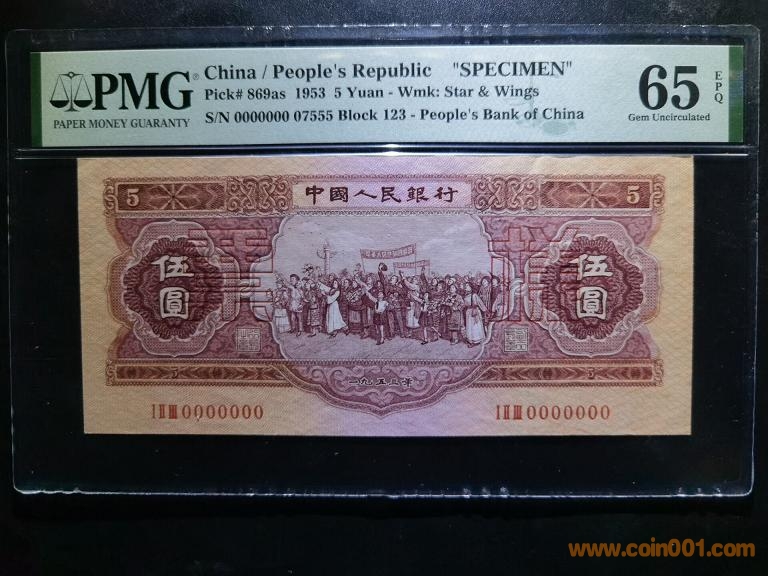 PMG
PAPER MONEY GUARANTY
China / People's Republic "SPECIMEN"
Pick# 869as 1953 5 Yuan - Wmk: Star & Wings
S/N 0000000 07555 Block 123 - People's Bank of China
65 EPQ
Gem Uncirculated
5 中國人民銀行 5
伍圓 伍圓
5 一九五三年 5
I II III 0000000 I II III 0000000
www.coin001.com